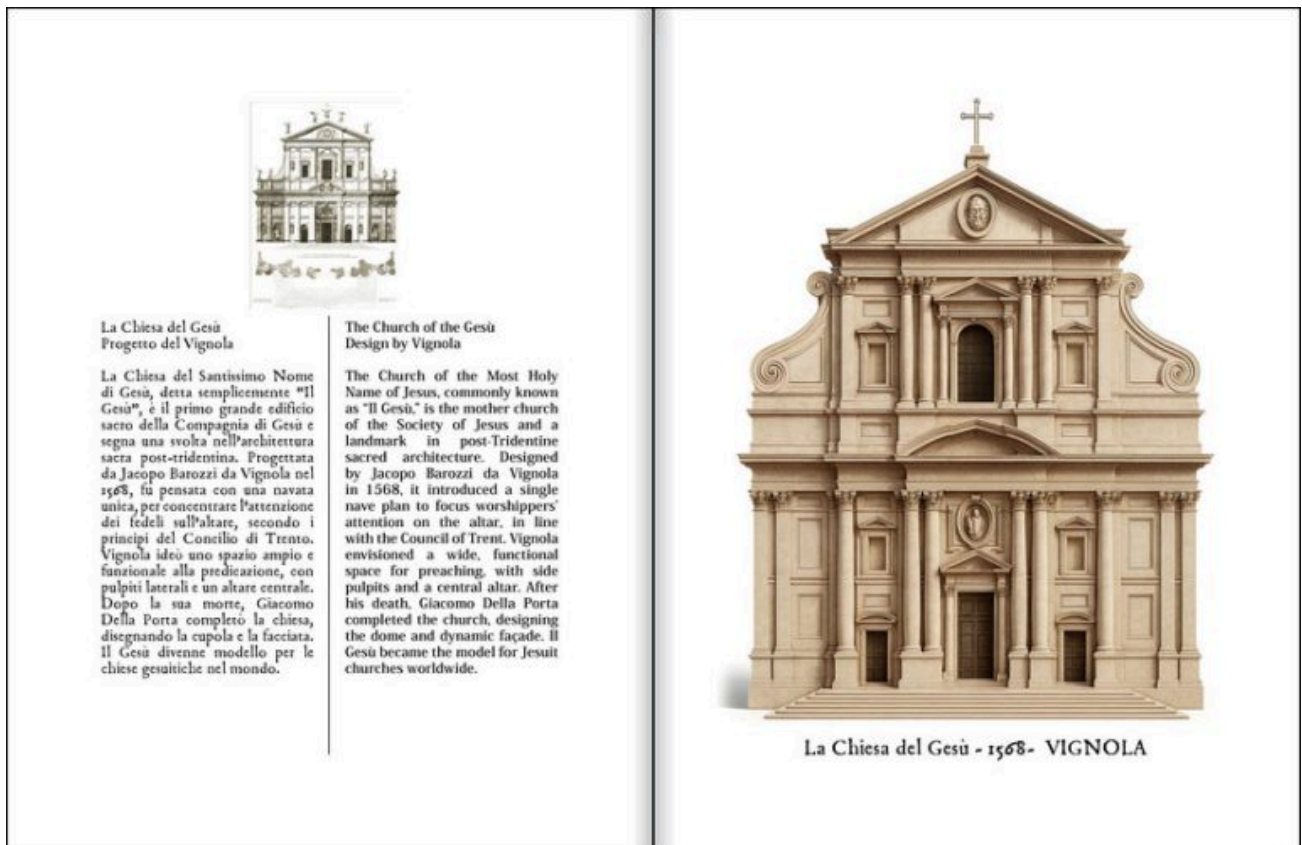 La Chiesa del Gesù
Progetto del Vignola
La Chiesa del Santissimo Nome
di Gesù, detta semplicemente "Il
Gesù", è il primo grande edificio
sacro della Compagnia di Gesù e
segna una svolta nell'architettura
sacra post-tridentina. Progettata
da Jacopo Barozzi da Vignola nel
1568, fu pensata con una navata
unica, per concentrare l'attenzione
dei fedeli sull'altare, secondo i
principi del Concilio di Trento.
Vignola ideò uno spazio ampio e
funzionale alla predicazione, con
pulpiti laterali e un altare centrale.
Dopo la sua morte, Giacomo
Della Porta completò la chiesa,
disegnando la cupola e la facciata.
Il Gesù divenne modello per le
chiese gesuitiche nel mondo.
The Church of the Gesù
Design by Vignola
The Church of the Most Holy
Name of Jesus, commonly known
as "Il Gesù," is the mother church
of the Society of Jesus and a
landmark in post-Tridentine
sacred architecture. Designed
by Jacopo Barozzi da Vignola
in 1568, it introduced a single
nave plan to focus worshippers'
attention on the altar, in line
with the Council of Trent. Vignola
envisioned a wide, functional
space for preaching, with side
pulpits and a central altar. After
his death, Giacomo Della Porta
completed the church, designing
the dome and dynamic façade. Il
Gesù became the model for Jesuit
churches worldwide.
La Chiesa del Gesù - 1568- VIGNOLA